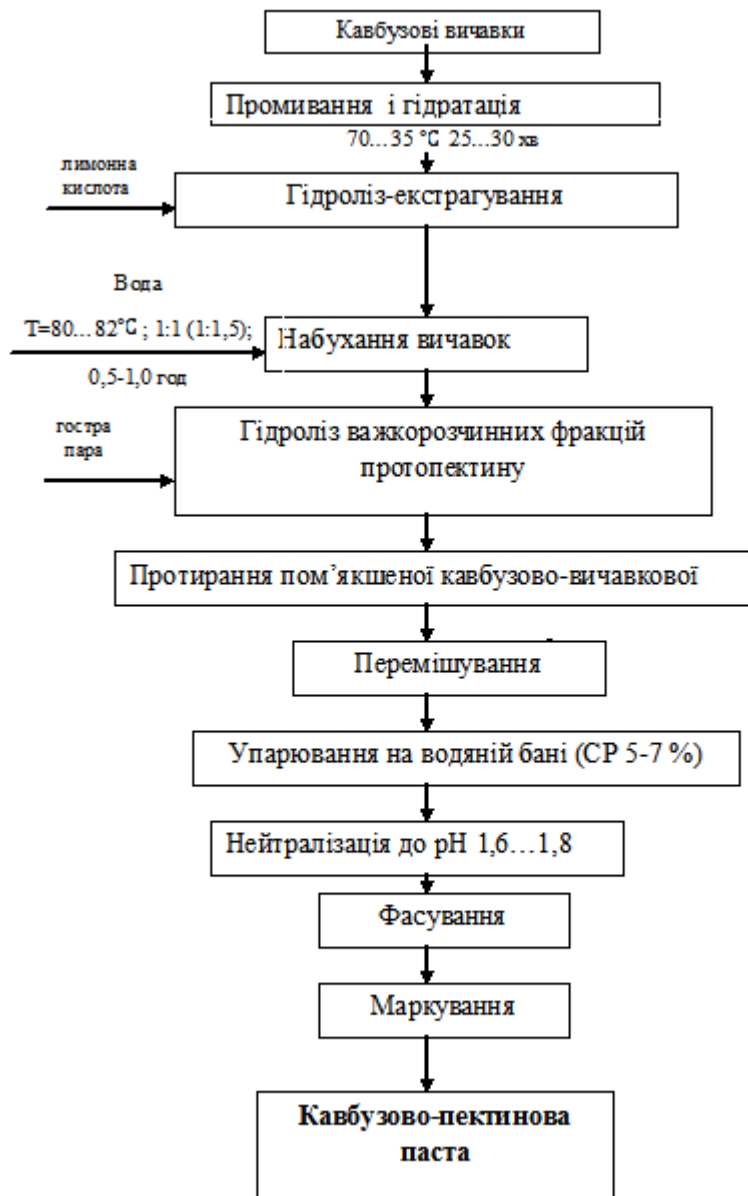 Кавбузові вичавки
Промивання і гідратація
70...35 °С 25...30 хв
лимонна
кислота
Гідроліз-екстрагування
Вода
Т=80...82°С ; 1:1 (1:1,5);
Набухання вичавок
0,5-1,0 год
гостра
пара
Гідроліз важкорозчинних фракцій
протопектину
Протирання пом’якшеної кавбузово-вичавкової
Перемішування
Упарювання на водяній бані (СР 5-7 %)
Нейтралізація до рН 1,6…1,8
Фасування
Маркування
Кавбузово-пектинова
паста